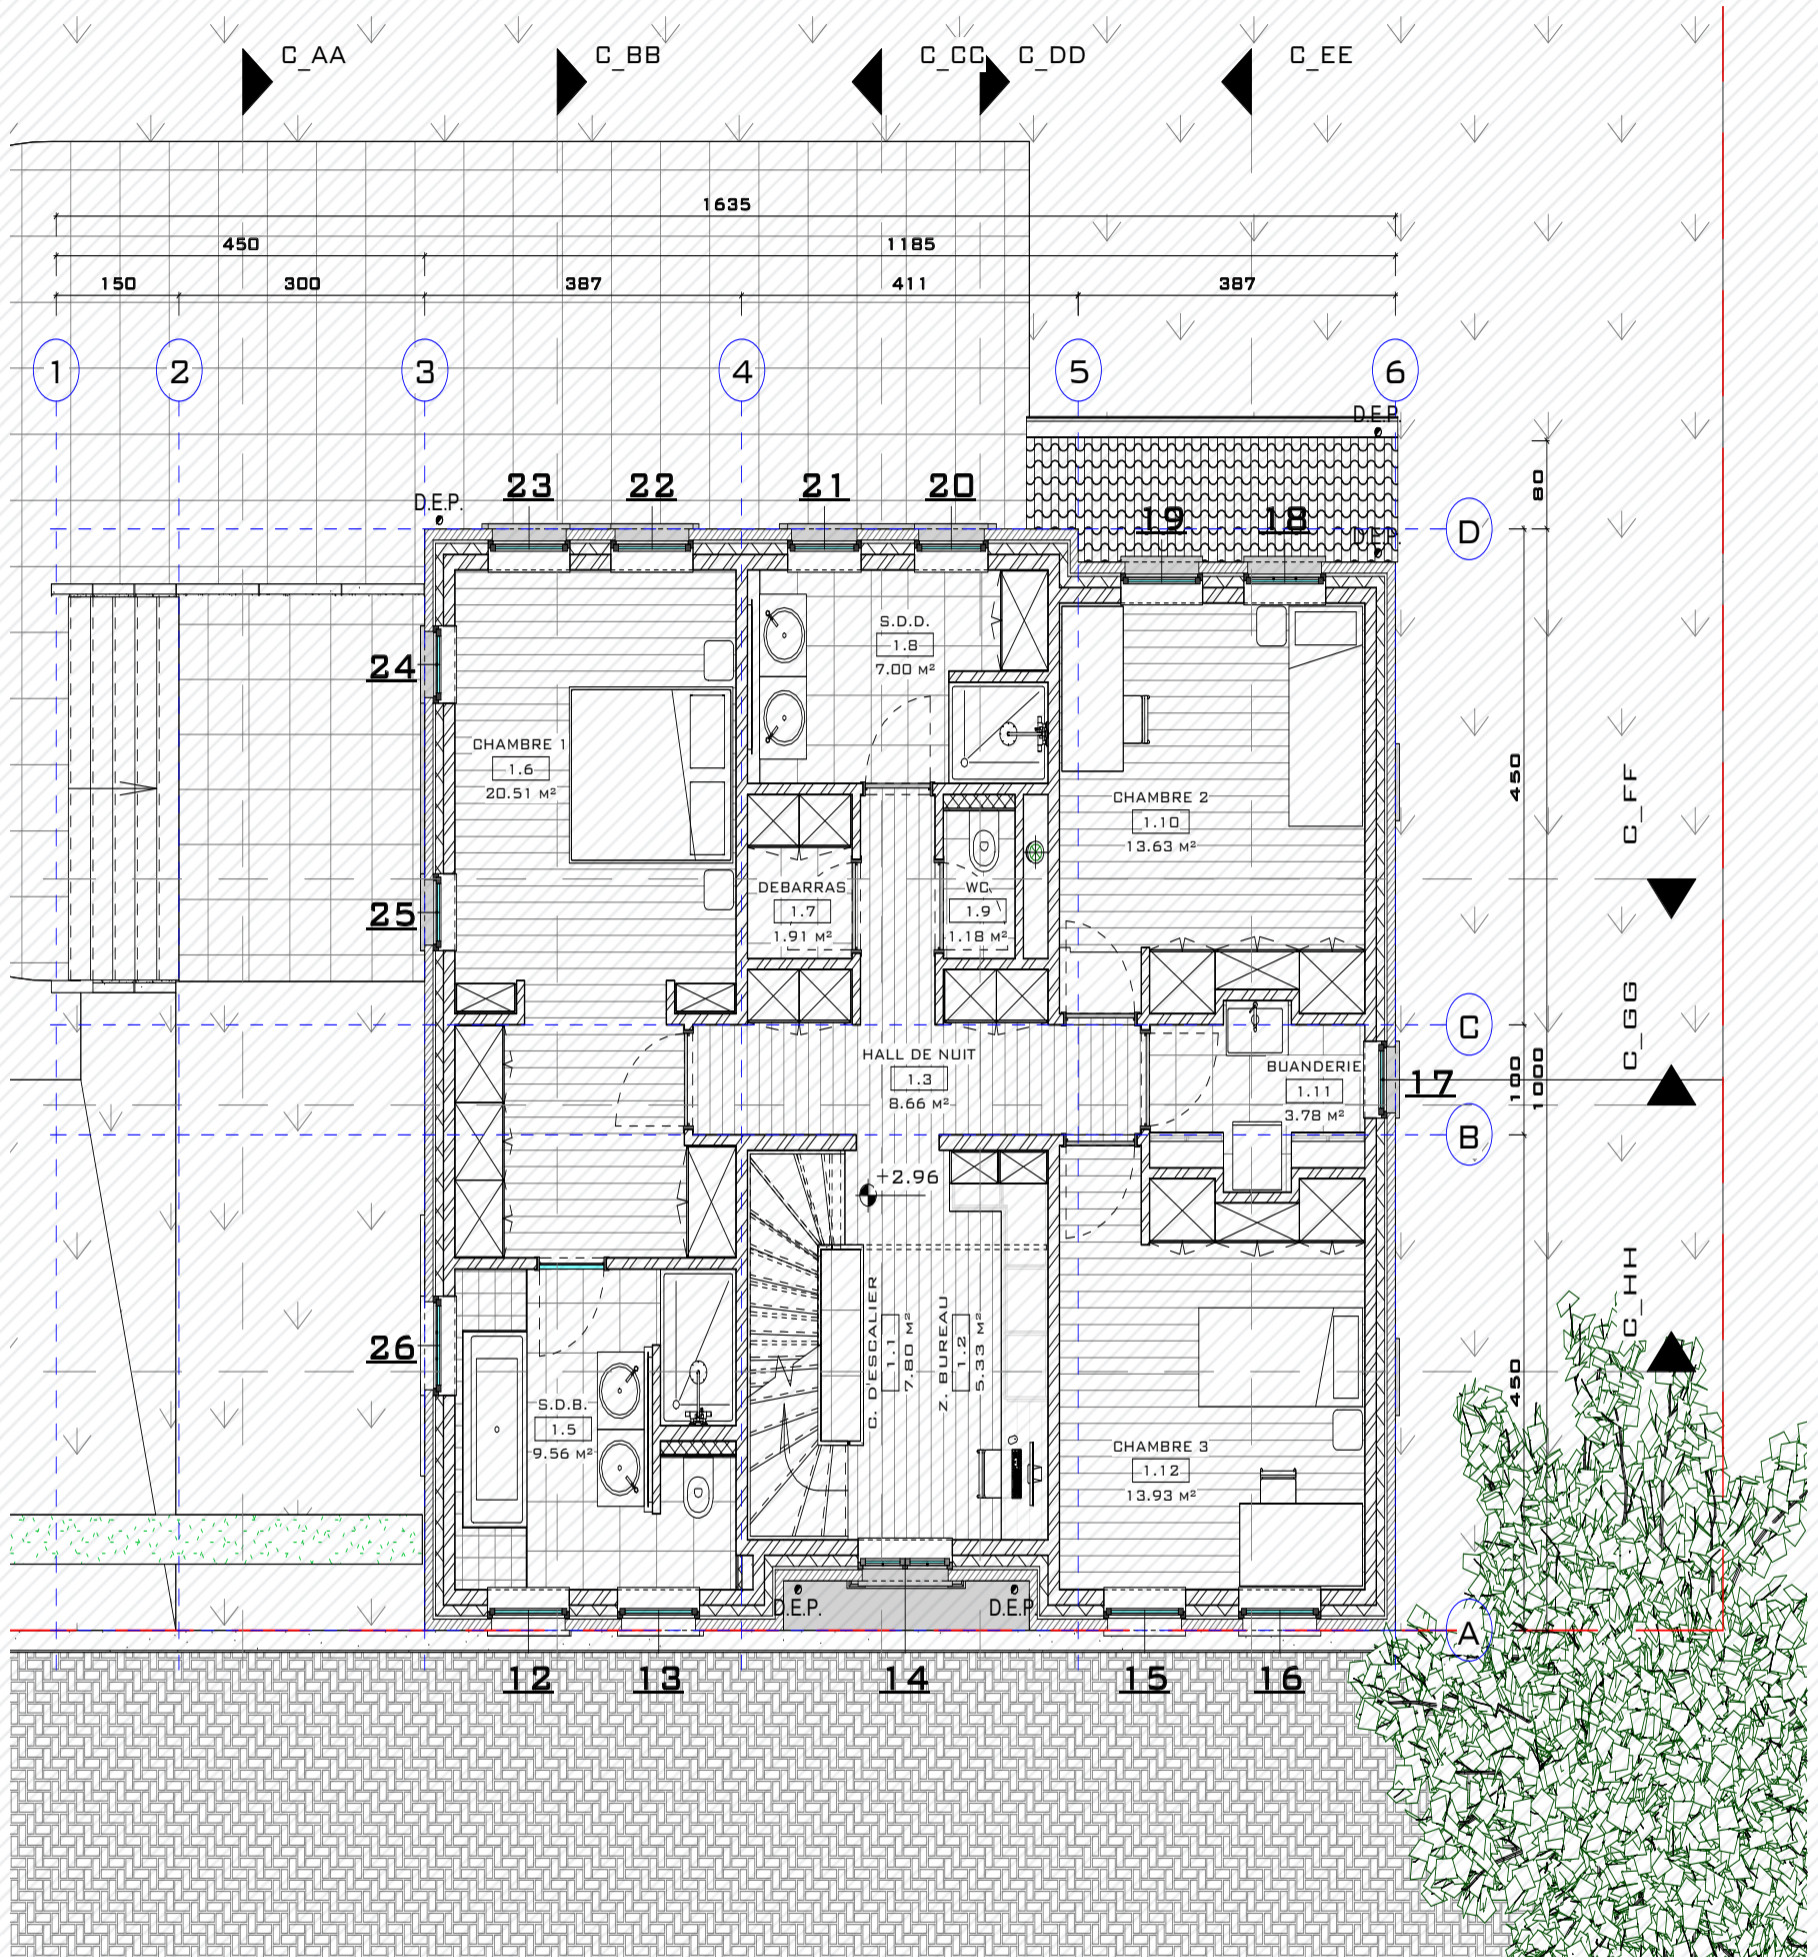 C_AA
C_BB
C_CC
C_DD
C_EE
1635
450
1185
150
300
387
411
387
1
2
3
4
5
6
D.E.P.
D.E.P.
D.E.P.
23
22
21
20
19
18
80
D
24
S.D.D.
1.8
7.00 M²
CHAMBRE 1
1.6
20.51 M²
CHAMBRE 2
1.10
13.63 M²
450
C_FF
25
DEBARRAS
1.7
1.91 M²
WC
1.9
1.18 M²
C_GG
C
HALL DE NUIT
1.3
8.66 M²
BUANDERIE
1.11
3.78 M²
17
100
1000
B
+2.96
C_HH
26
C. D'ESCALIER
1.1
7.80 M²
Z. BUREAU
1.2
5.33 M²
450
S.D.B.
1.5
9.56 M²
CHAMBRE 3
1.12
13.93 M²
D.E.P.
D.E.P.
A
12
13
14
15
16